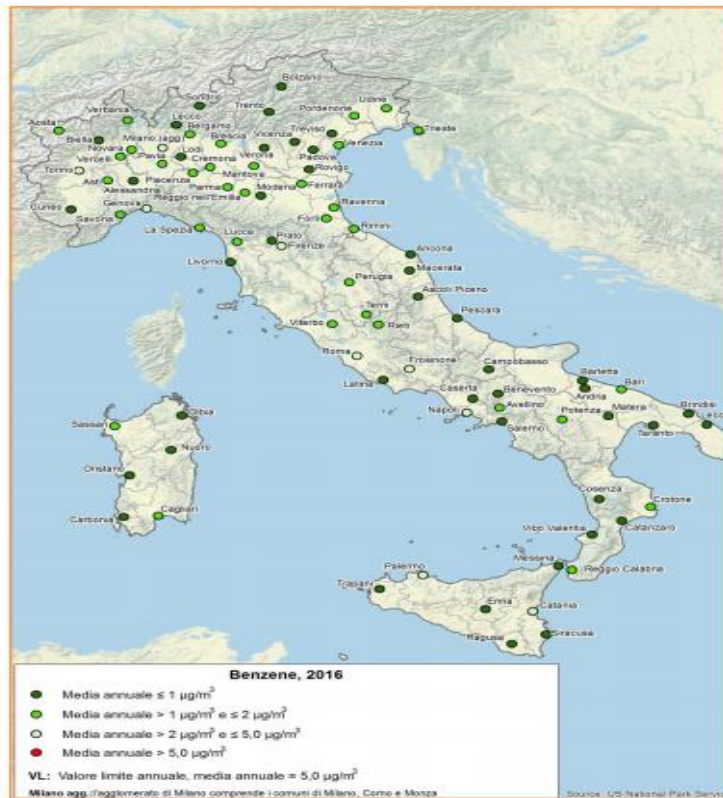 Bolzano
Sondrio
Trento
Udine
Pordenone
Verbania
Aosta
Lecco
Bergamo
Treviso
Trieste
Biella
Milano (agg)
Brescia
Vicenza
Venezia
Novara
Lodi
Verona
Padova
Vercelli
Pavia
Cremona
Rovigo
Torino
Mantova
Asti
Piacenza
Parma
Ferrara
Alessandria
Modena
Reggio nell'Emilia
Ravenna
Cuneo
Genova
Savona
Forlì
La Spezia
Lucca
Prato
Rimini
Firenze
Livorno
Ancona
Macerata
Perugia
Ascoli Piceno
Terni
Pescara
Viterbo
Rieti
Roma
Frosinone
Campobasso
Latina
Barletta
Caserta
Benevento
Bari
Andria
Napoli
Avellino
Potenza
Matera
Brindisi
Salerno
Taranto
Lecc
Olbia
Sassari
Nuoro
Oristano
Cosenza
Crotone
Carbonia
Cagliari
Vibo Valentia
Catanzaro
Messina
Palermo
Reggio Calabria
Trapani
Enna
Catania
Siracusa
Ragusa
Benzene, 2016
Media annuale ≤ 1 µg/m³
Media annuale > 1 µg/m³ e ≤ 2 µg/m³
Media annuale > 2 µg/m³ e ≤ 5,0 µg/m³
Media annuale > 5,0 µg/m³
VL: Valore limite annuale, media annuale = 5,0 µg/m³
Milano agg.:l'agglomerato di Milano comprende i comuni di Milano, Como e Monza
Source: US National Park Servi